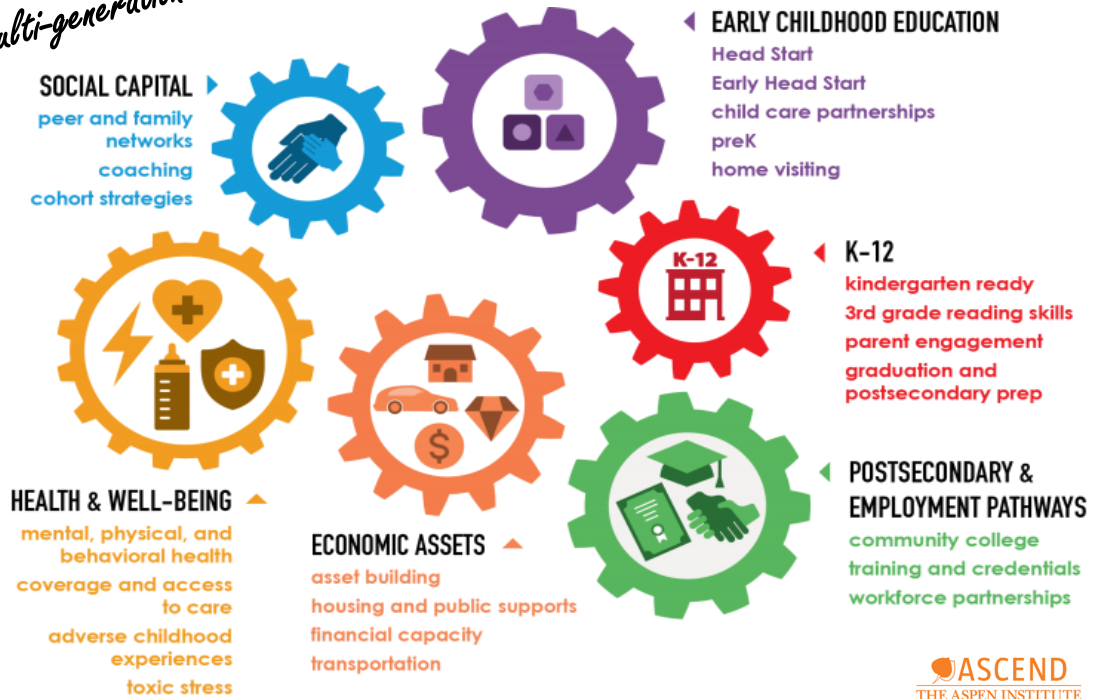 SOCIAL CAPITAL
peer and family
networks
coaching
cohort strategies
EARLY CHILDHOOD EDUCATION
Head Start
Early Head Start
child care partnerships
preK
home visiting
K-12
K-12
kindergarten ready
3rd grade reading skills
parent engagement
graduation and
postsecondary prep
HEALTH & WELL-BEING
mental, physical, and
behavioral health
coverage and access
to care
adverse childhood
experiences
toxic stress
$
ECONOMIC ASSETS
asset building
housing and public supports
financial capacity
transportation
POSTSECONDARY &
EMPLOYMENT PATHWAYS
community college
training and credentials
workforce partnerships
ASCEND
THE ASPEN INSTITUTE